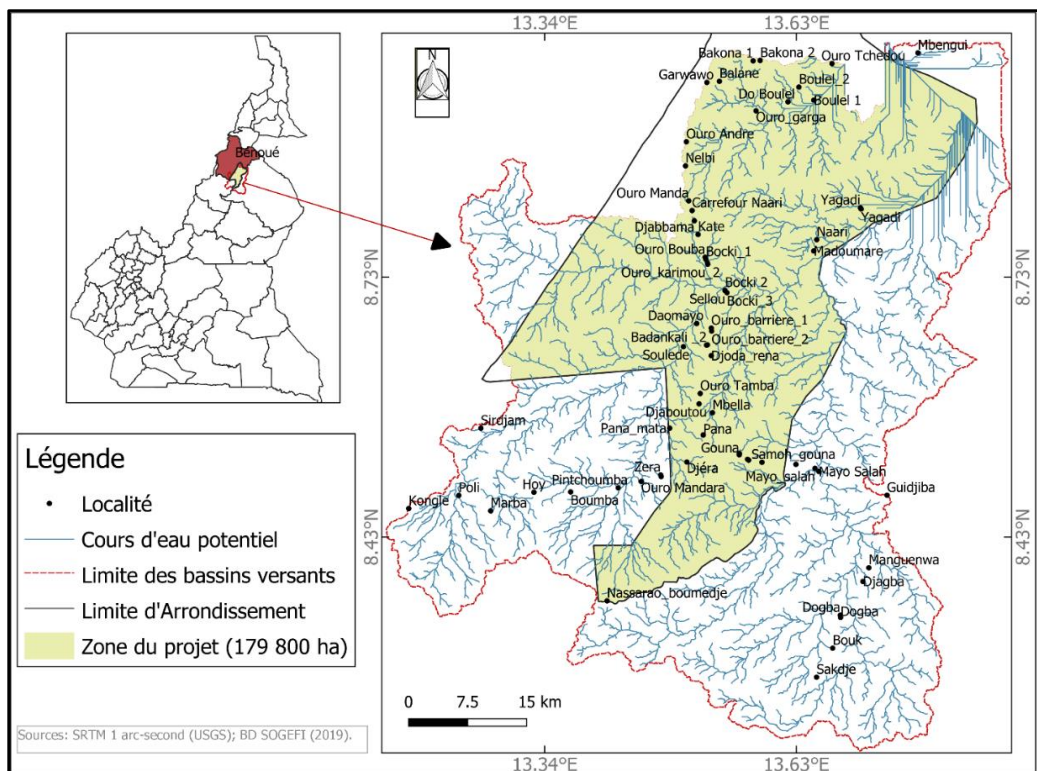 13.34°E
13.63°E
Bénoué
N
Mbengui
Bakona 1
Bakona 2
Ouro Tchedou
Garwawo
Balane
Boulel_2
Do Boulel
Boulel 1
Ouro_garga
Ouro Andre
Nelbi
Ouro Manda
Carrefour Naari
Yagadi
Yagadi
Djabbama
Kate
Naari
Ouro Bouba
Bocki_1
Madoumare
Ouro_karimou_2
8.73°N
8.73°N
Bocki_2
Sellou
Bocki_3
Daomayo
Ouro_barriere_1
Badankali_2
Ouro_barriere_2
Soulede
Djoda_rena
Ouro Tamba
Djaboutou
Mbella
Sirdjam
Pana_mata
Pana
Gouna
Samoh_gouna
Zera
Djéra
Mayo_salah
Mayo Salah
Poli
Hoy
Pintchoumba
Ouro Mandara
Guidjiba
Kongle
Marba
Boumba
8.43°N
8.43°N
Manguenwa
Djagba
Nassarao_boumedje
Dogba
Dogba
Bouk
Sakdje
Légende
Localité
Cours d'eau potentiel
Limite des bassins versants
Limite d'Arrondissement
Zone du projet (179 800 ha)
0 7.5 15 km
Sources: SRTM 1 arc-second (USGS); BD SOGEFI (2019).
13.34°E
13.63°E